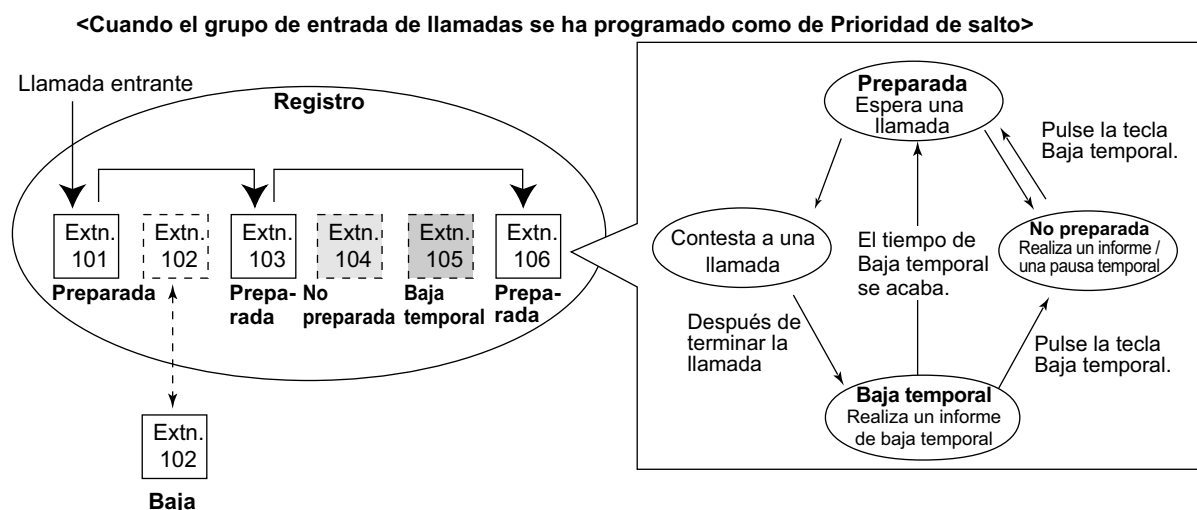 <Cuando el grupo de entrada de llamadas se ha programado como de Prioridad de salto>
Llamada entrante
Registro
Extn.
101
Extn.
102
Extn.
103
Extn.
104
Extn.
105
Extn.
106
Preparada
Prepa-
rada
No
preparada
Baja
temporal
Prepa-
rada
Extn.
102
Baja
Preparada
Espera una
llamada
Pulse la tecla
Baja temporal.
Contesta a una
llamada
El tiempo de
Baja temporal
se acaba.
No preparada
Realiza un informe /
una pausa temporal
Después de
terminar la
llamada
Pulse la tecla
Baja temporal.
Baja temporal
Realiza un informe
de baja temporal